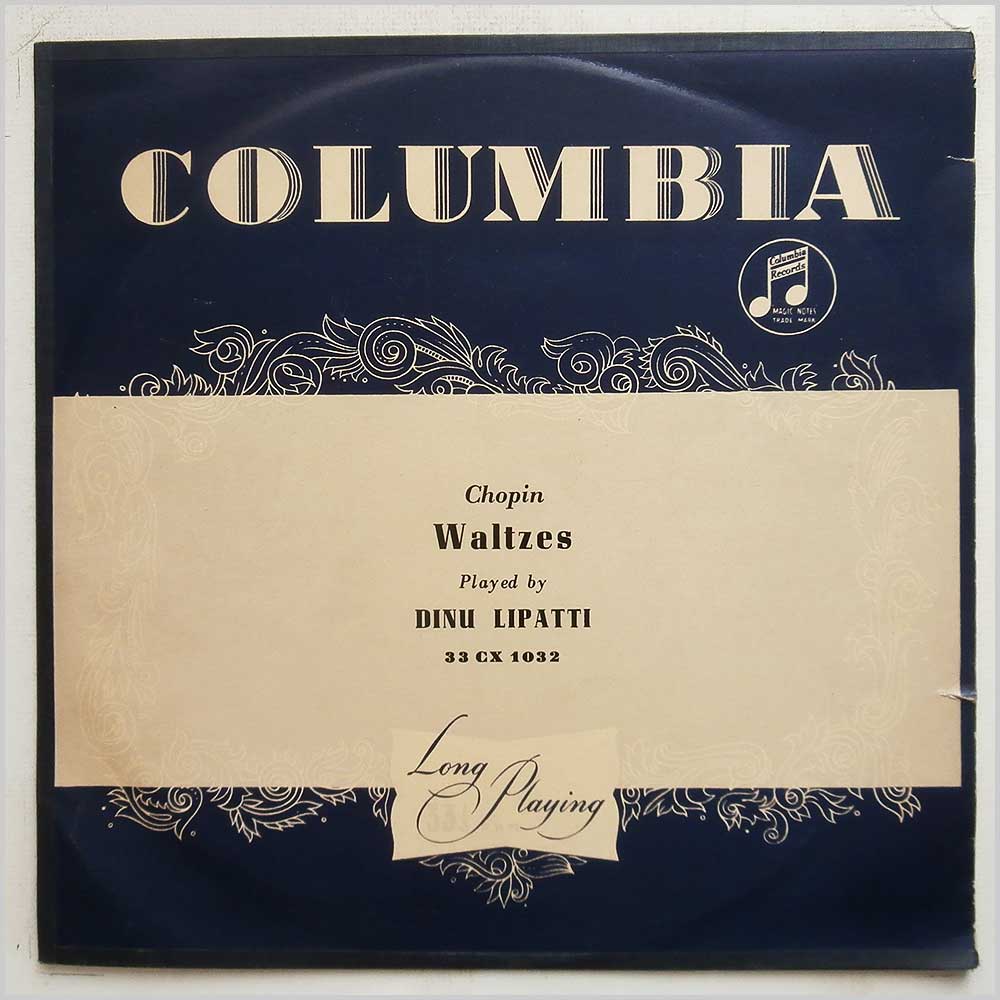 COLUMBIA
Columbia
Records
MAGIC NOTES
TRADE MARK
Chopin
Waltzes
Played by
DINU LIPATTI
33 CX 1032
Long Playing